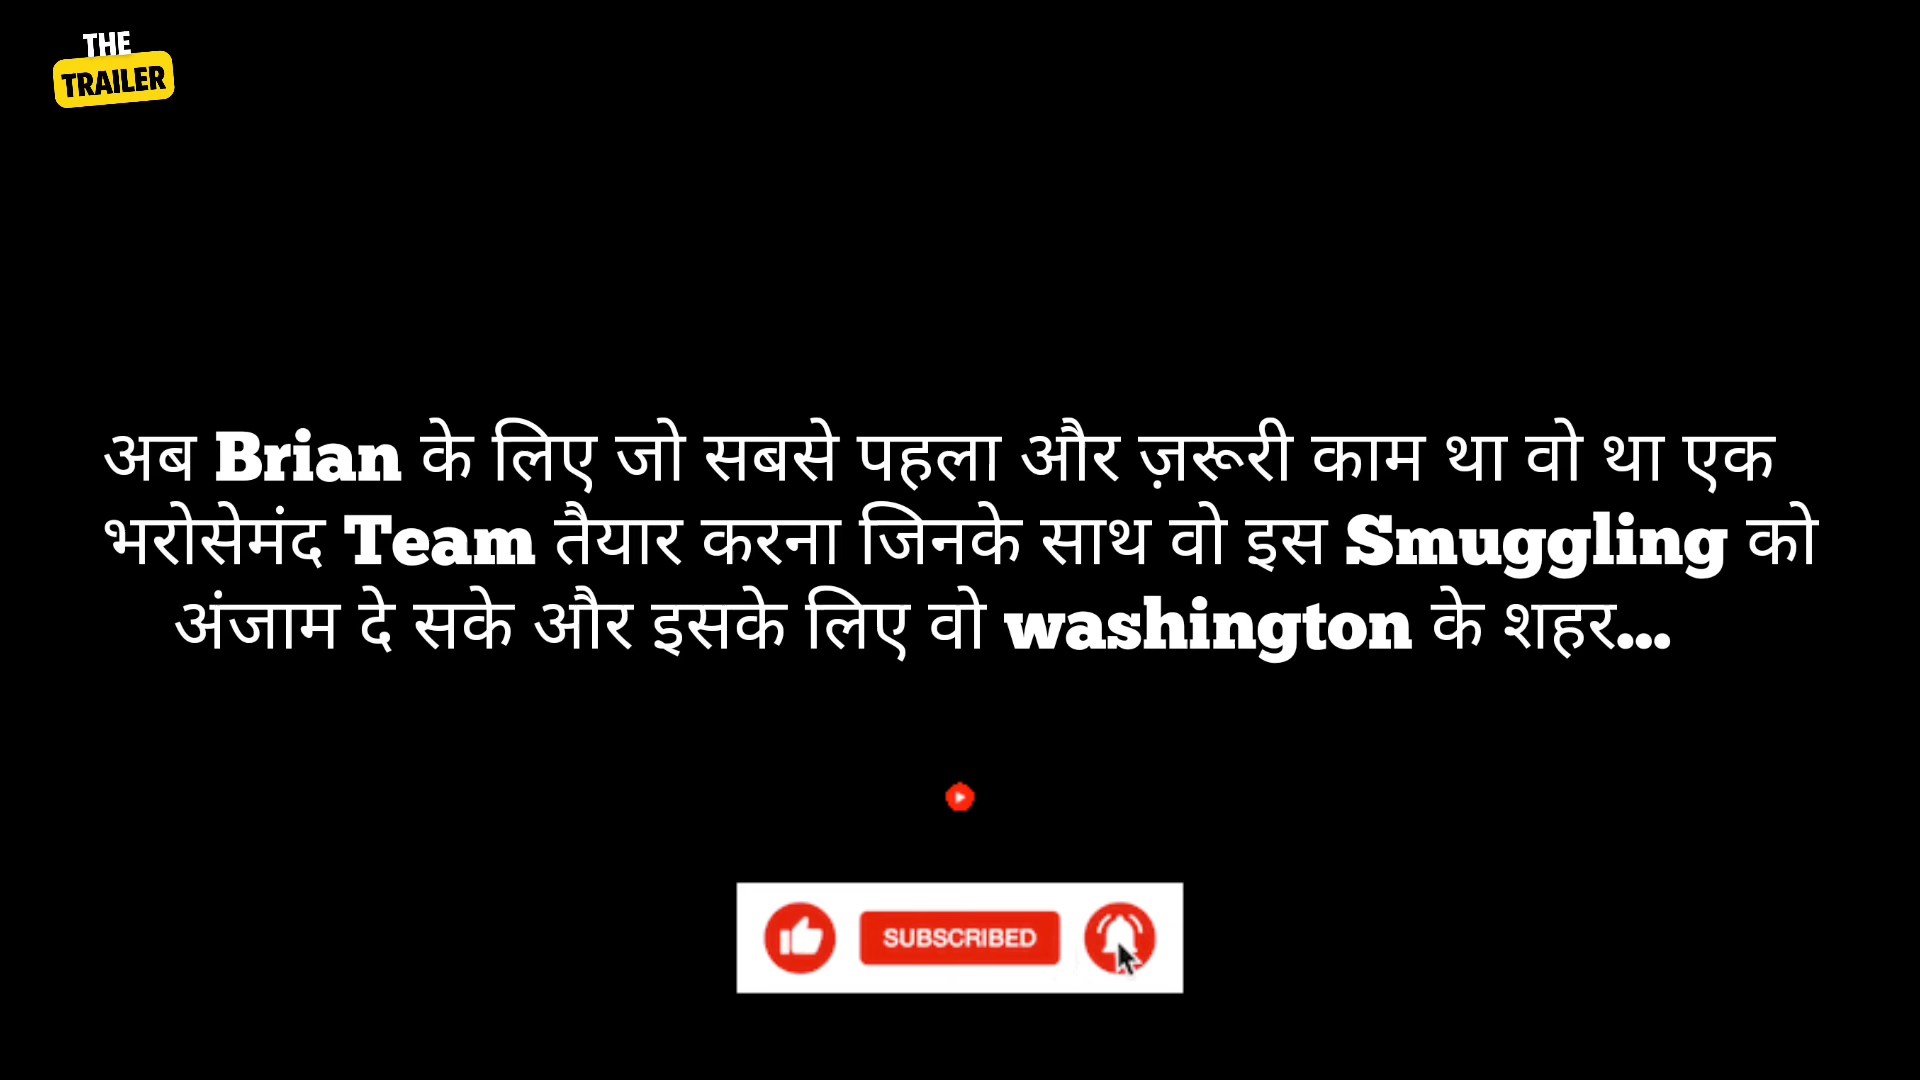 THE
TRAILER
अब Brian के लिए जो सबसे पहला और ज़रूरी काम था वो था एक
भरोसेमंद Team तैयार करना जिनके साथ वो इस Smuggling को
अंजाम दे सके और इसके लिए वो washington के शहर...
SUBSCRIBED